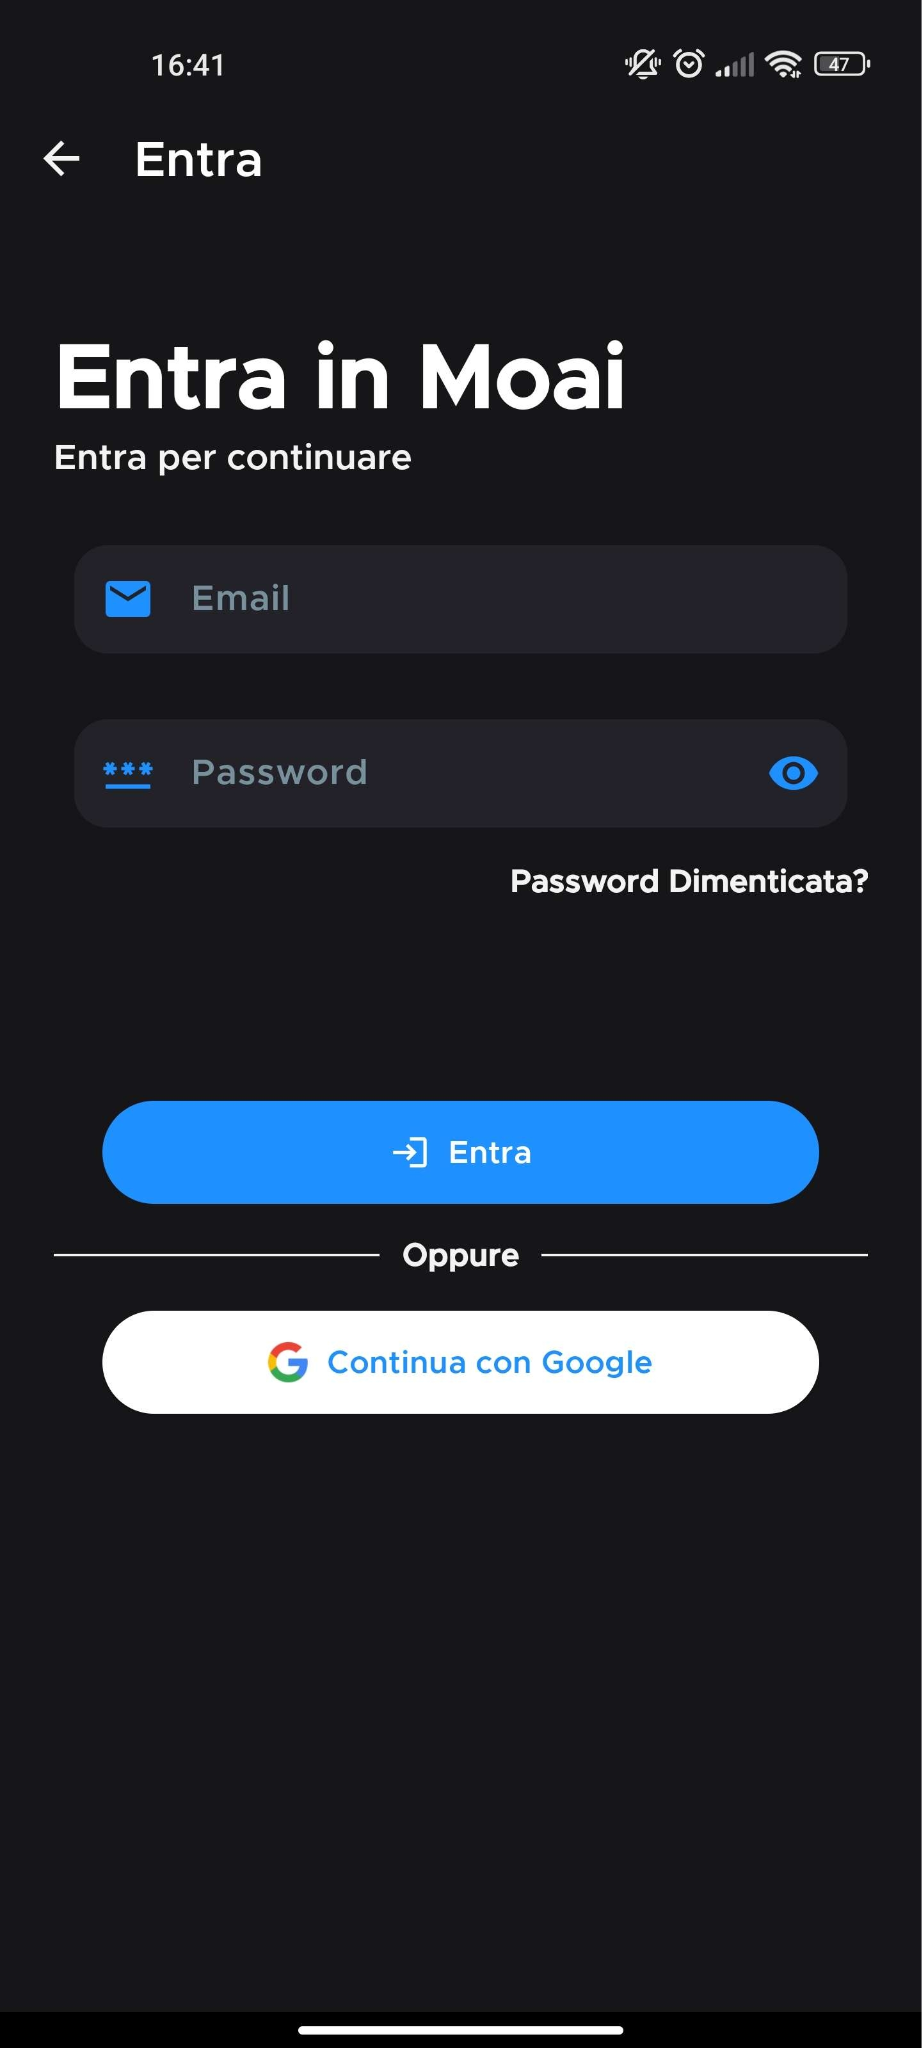 16:41
47
Entra
Entra in Moai
Entra per continuare
Email
*** Password
Password Dimenticata?
Entra
Oppure
Continua con Google